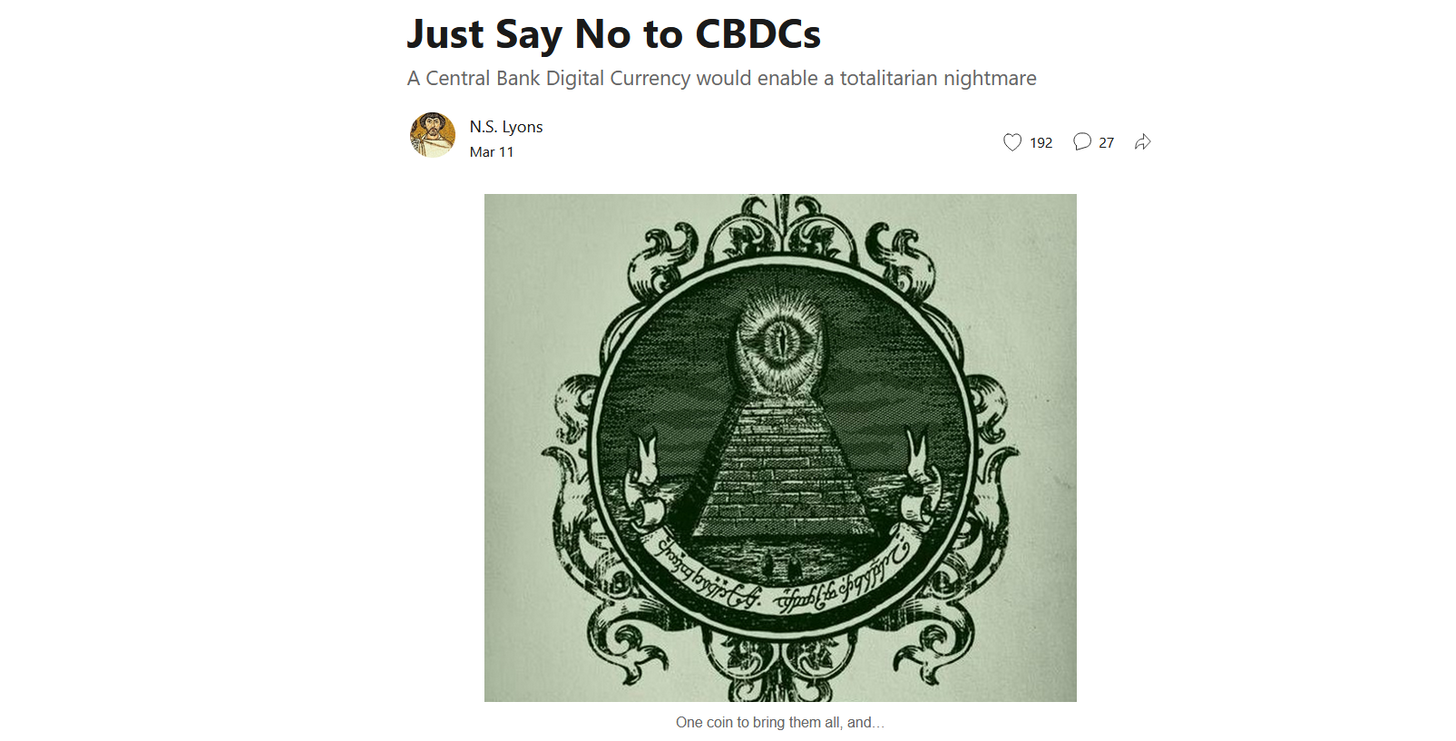 Just Say No to CBDCs
A Central Bank Digital Currency would enable a totalitarian nightmare
N.S. Lyons
Mar 11
192
27
One coin to bring them all, and…